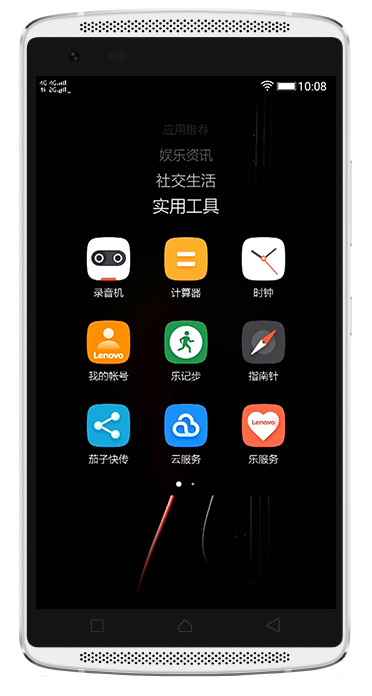 4G 4G
2G
10:08
应用推荐
娱乐资讯
社交生活
实用工具
录音机 计算器 时钟
Lenovo
我的帐号 乐记步 指南针
Lenovo
茄子快传 云服务 乐服务